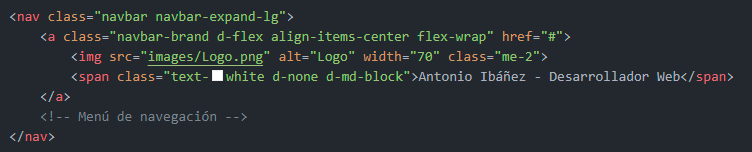 <nav class="navbar navbar-expand-lg">
<a class="navbar-brand d-flex align-items-center flex-wrap" href="#">
<img src="images/Logo.png" alt="Logo" width="70" class="me-2">
<span class="text-white d-none d-md-block">Antonio Ibáñez - Desarrollador Web</span>
</a>
<!-- Menú de navegación -->
</nav>